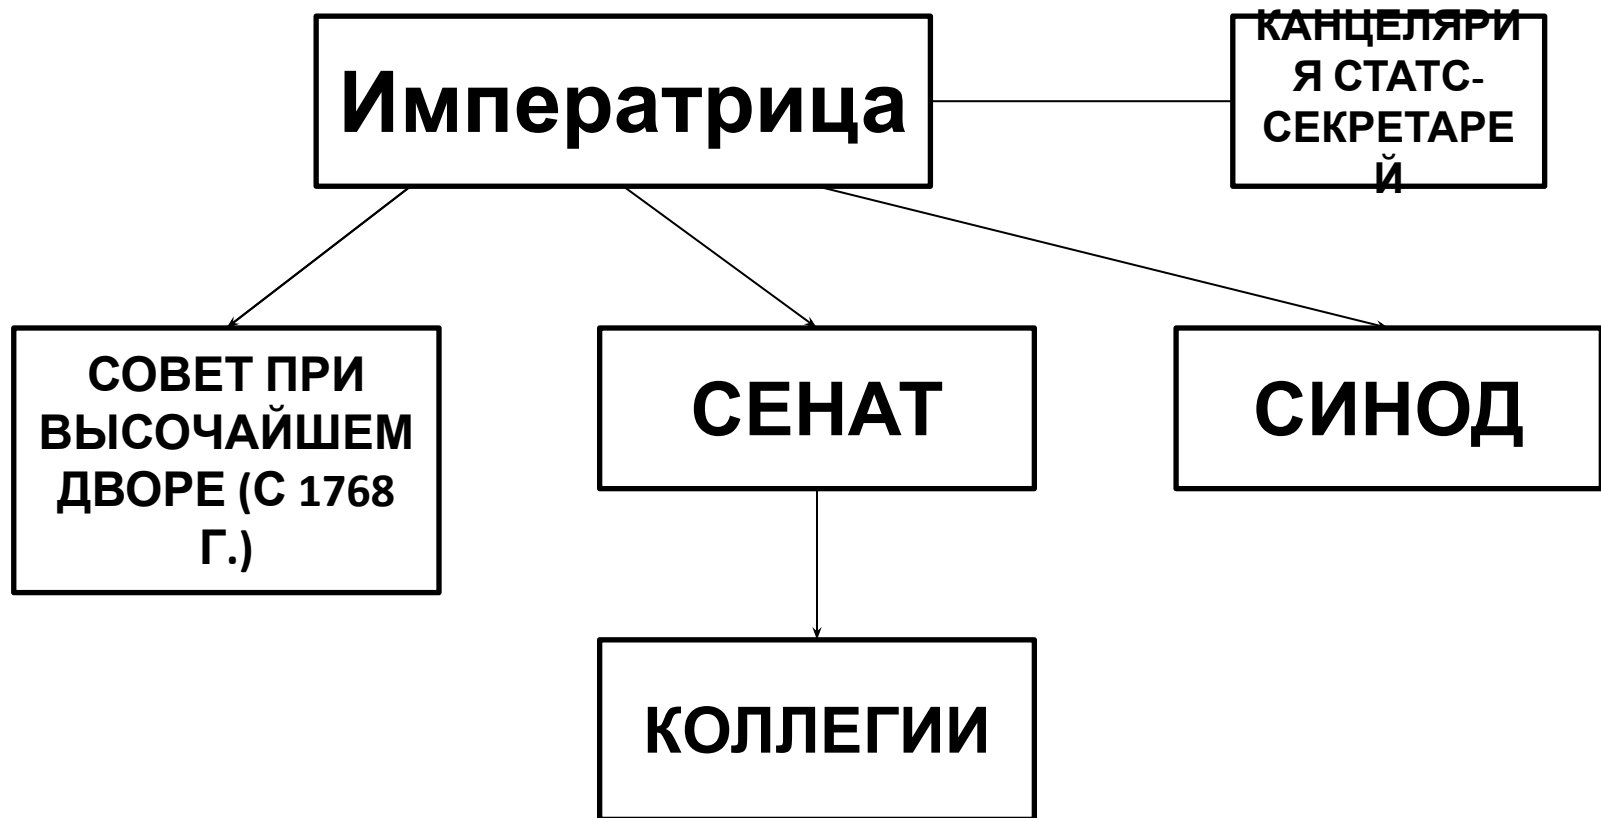 Императрица
КАНЦЕЛЯРИ
Я СТАТС-
СЕКРЕТАРЕ
Й
СОВЕТ ПРИ
ВЫСОЧАЙШЕМ
ДВОРЕ (С 1768
Г.)
СЕНАТ
СИНОД
КОЛЛЕГИИ